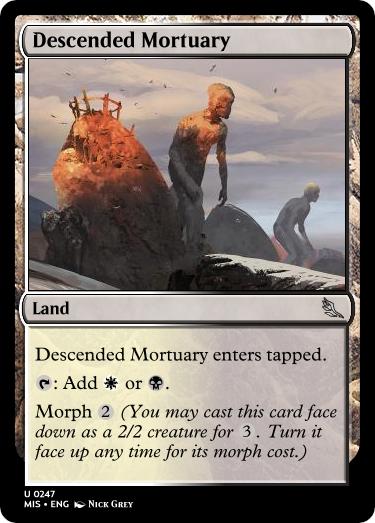 Descended Mortuary
Land
Descended Mortuary enters tapped.
: Add or .
Morph 2 (You may cast this card face
down as a 2/2 creature for 3. Turn it
face up any time for its morph cost.)
U 0247
MIS • EN Nick Grey